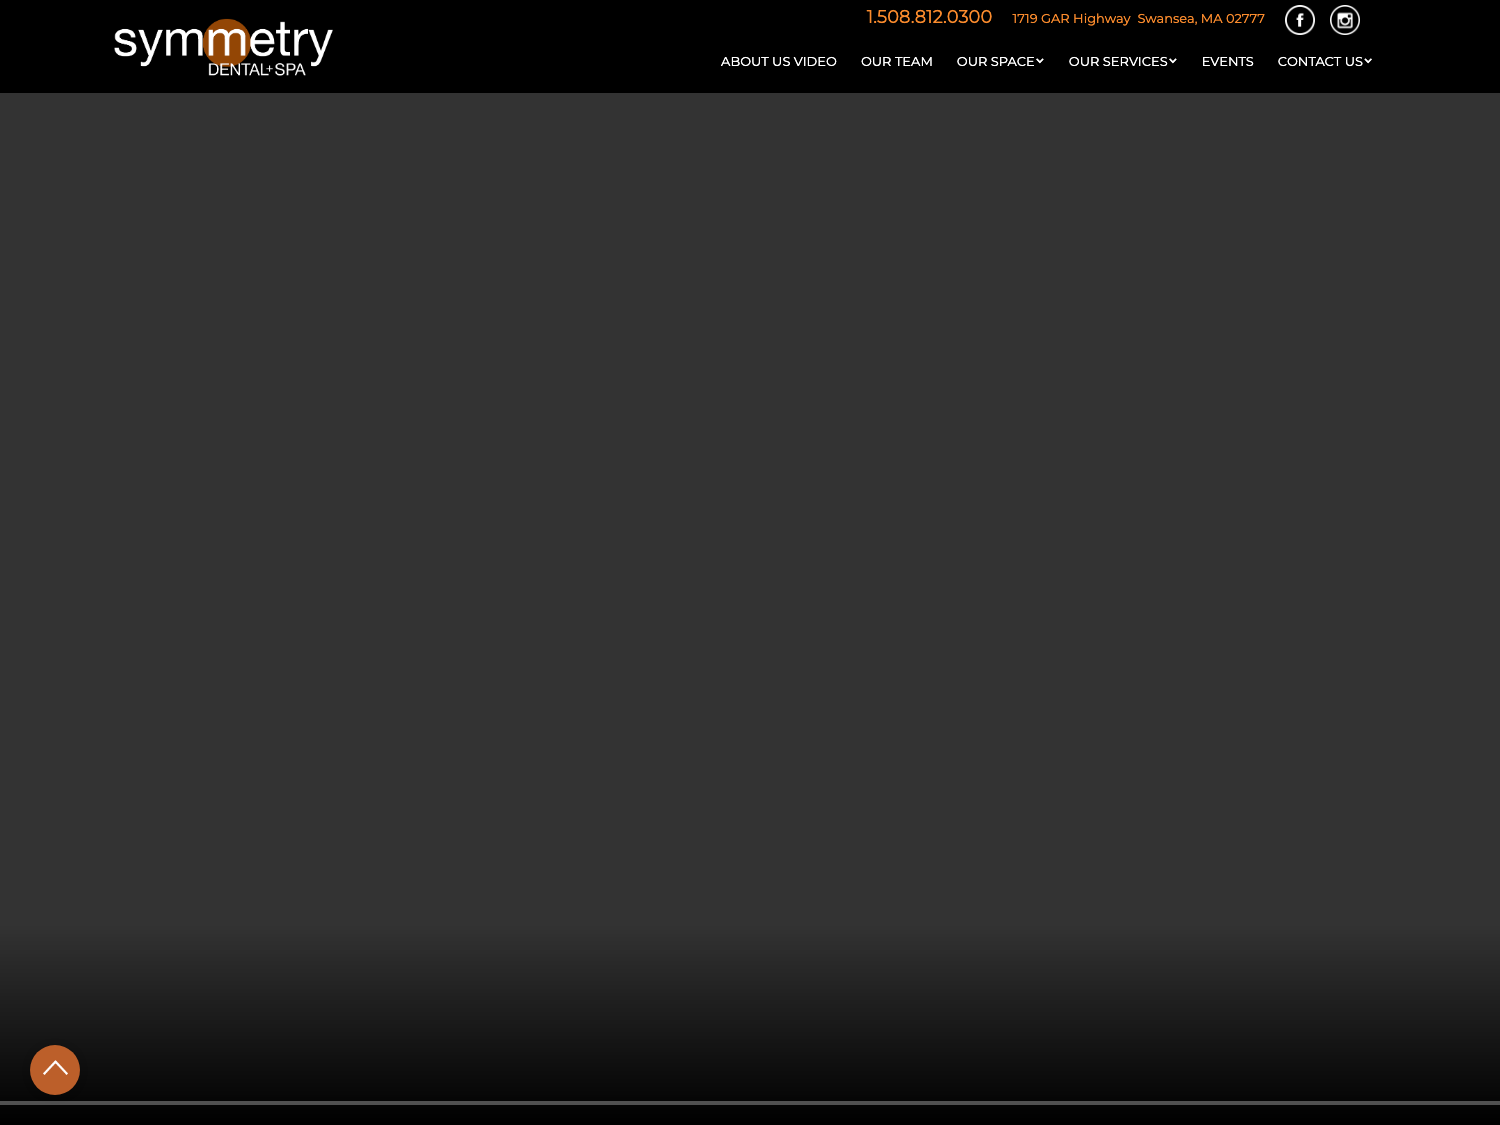 1.508.812.0300 1719 GAR Highway Swansea, MA 02777
symmetry
DENTAL+SPA
ABOUT US VIDEO OUR TEAM OUR SPACE OUR SERVICES EVENTS CONTACT US